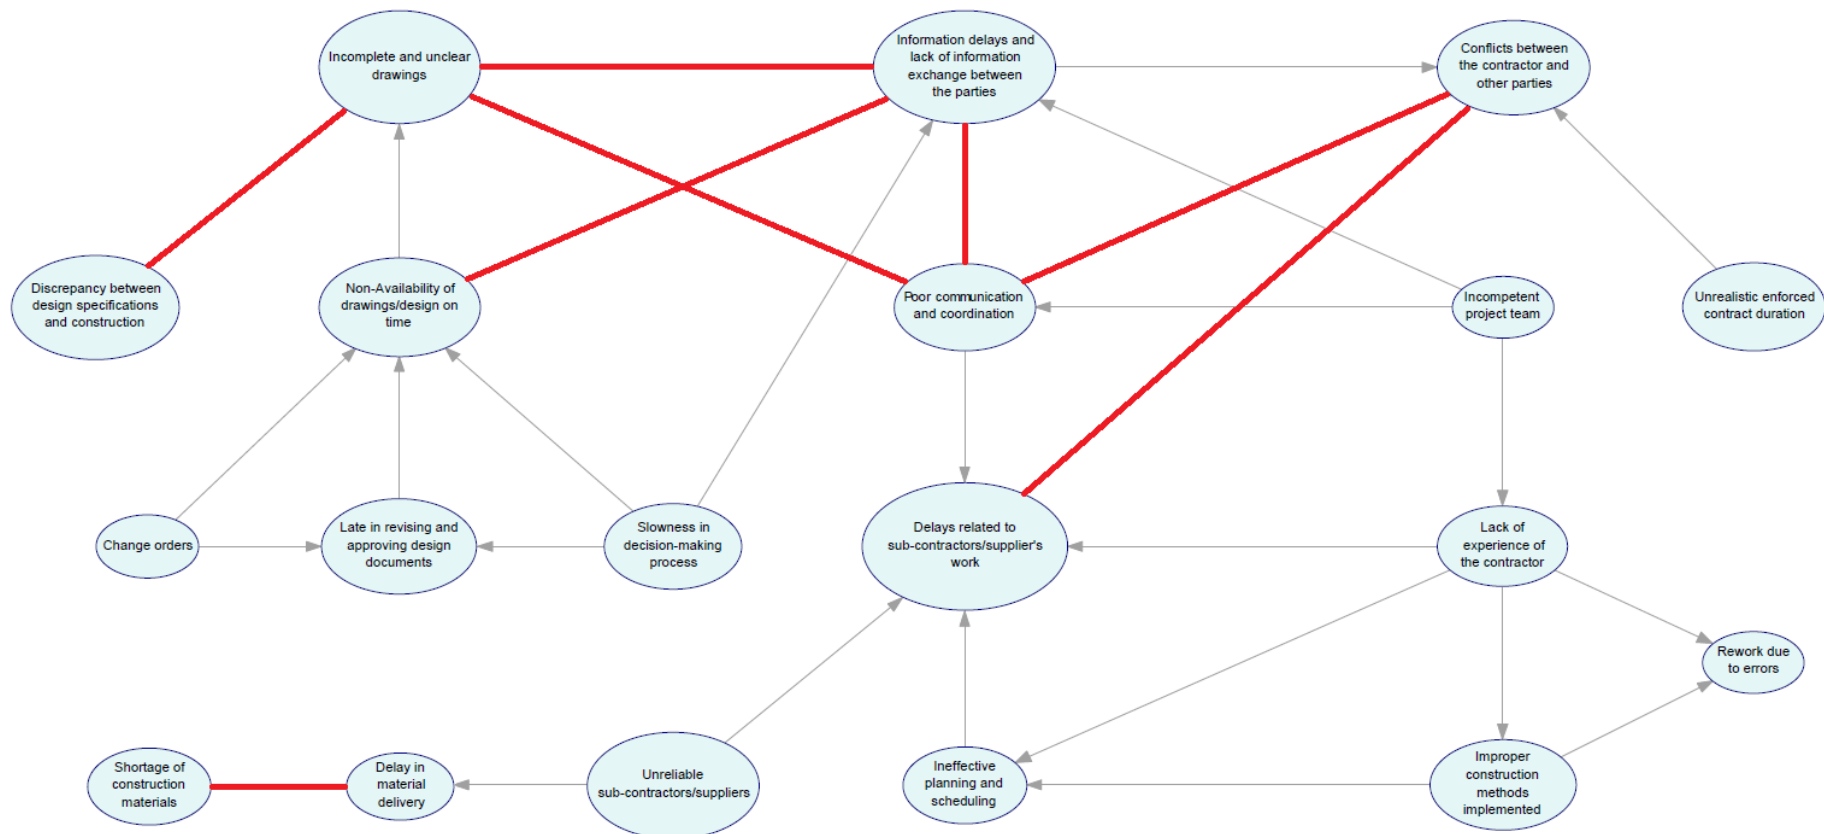 Incomplete and unclear
drawings
Information delays and
lack of information
exchange between
the parties
Conflicts between
the contractor and
other parties
Discrepancy between
design specifications
and construction
Non-Availability of
drawings/design on
time
Poor communication
and coordination
Incompetent
project team
Unrealistic enforced
contract duration
Change orders
Late in revising and
approving design
documents
Slowness in
decision-making
process
Delays related to
sub-contractors/supplier's
work
Lack of
experience of
the contractor
Rework due
to errors
Shortage of
construction
materials
Delay in
material
delivery
Unreliable
sub-contractors/suppliers
Ineffective
planning and
scheduling
Improper
construction
methods
implemented